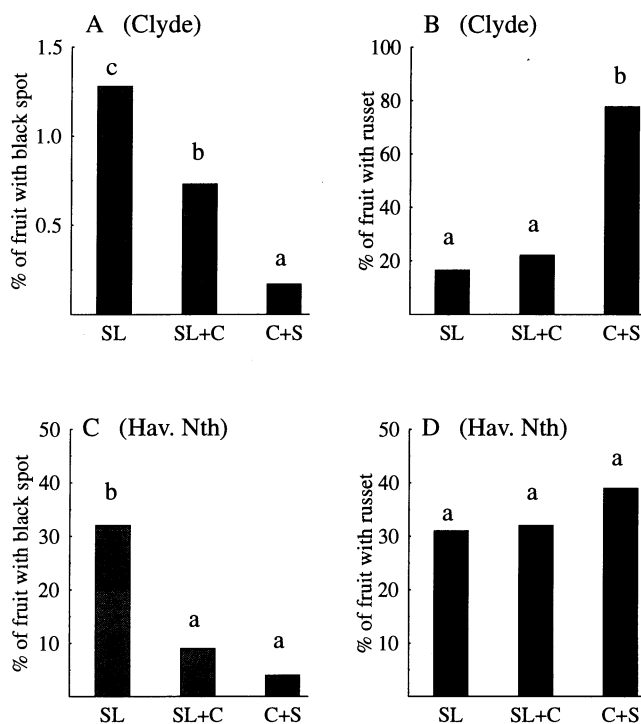 A (Clyde)
% of fruit with black spot
1.5
1.0
0.5
c
b
a
SL
SL+C
C+S
B (Clyde)
% of fruit with russet
100
80
60
40
20
a
a
b
SL
SL+C
C+S
C (Hav. Nth)
% of fruit with black spot
50
40
30
20
10
b
a
a
SL
SL+C
C+S
D (Hav. Nth)
% of fruit with russet
50
40
30
20
10
a
a
a
SL
SL+C
C+S